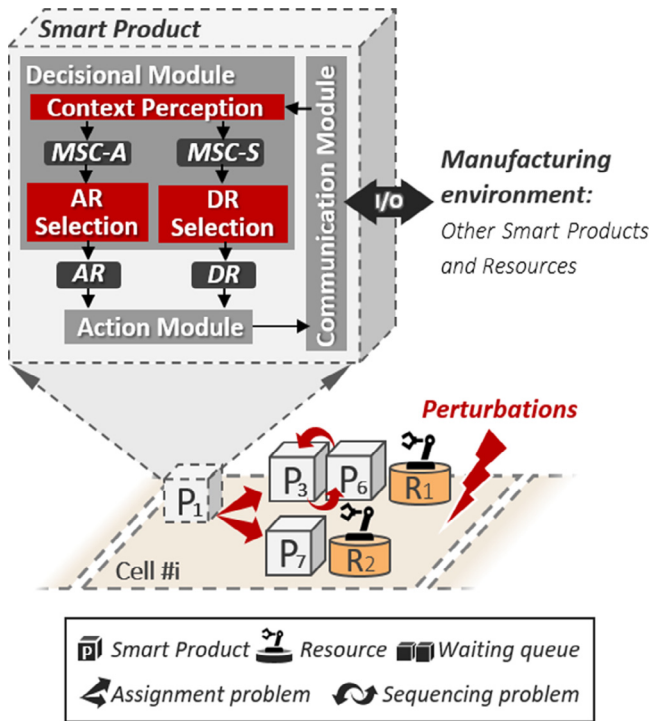 Smart Product
Decisional Module
Context Perception
MSC-A
MSC-S
AR
Selection
DR
Selection
AR
DR
Action Module
Communication Module
I/O
Manufacturing
environment:
Other Smart Products
and Resources
Perturbations
P1
P3
P6
R1
P7
R2
Cell #i
P Smart Product
Resource
Waiting queue
Assignment problem
Sequencing problem